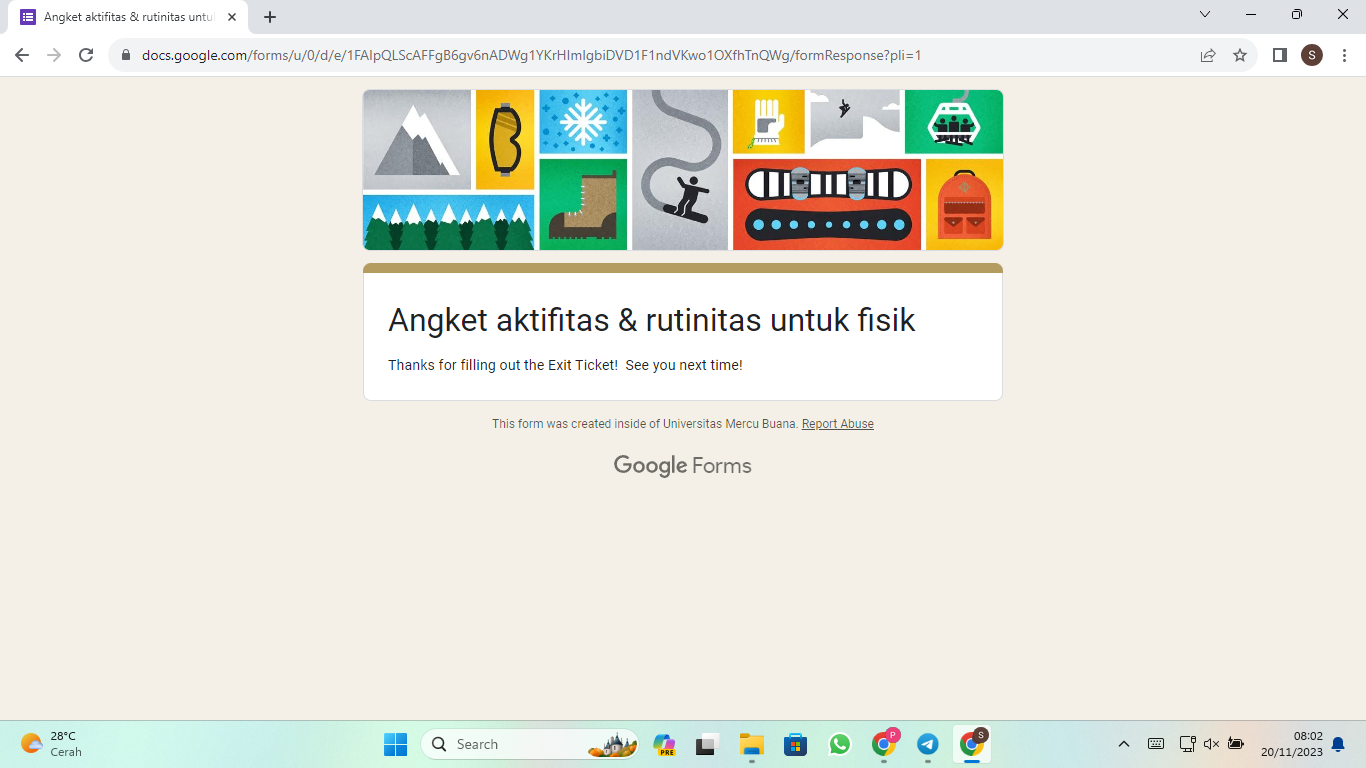 Angket aktifitas & rutinitas untu
docs.google.com/forms/u/0/d/e/1FAIpQLScAFFgB6gv6nADWg1YKrHImIgbiDVD1F1ndVKwo1OXfhTnQWg/formResponse?pli=1
S
Angket aktifitas & rutinitas untuk fisik
Thanks for filling out the Exit Ticket!  See you next time!
This form was created inside of Universitas Mercu Buana. Report Abuse
Google Forms
28°C
Cerah
Search
PRE
P
S
08:02
20/11/2023